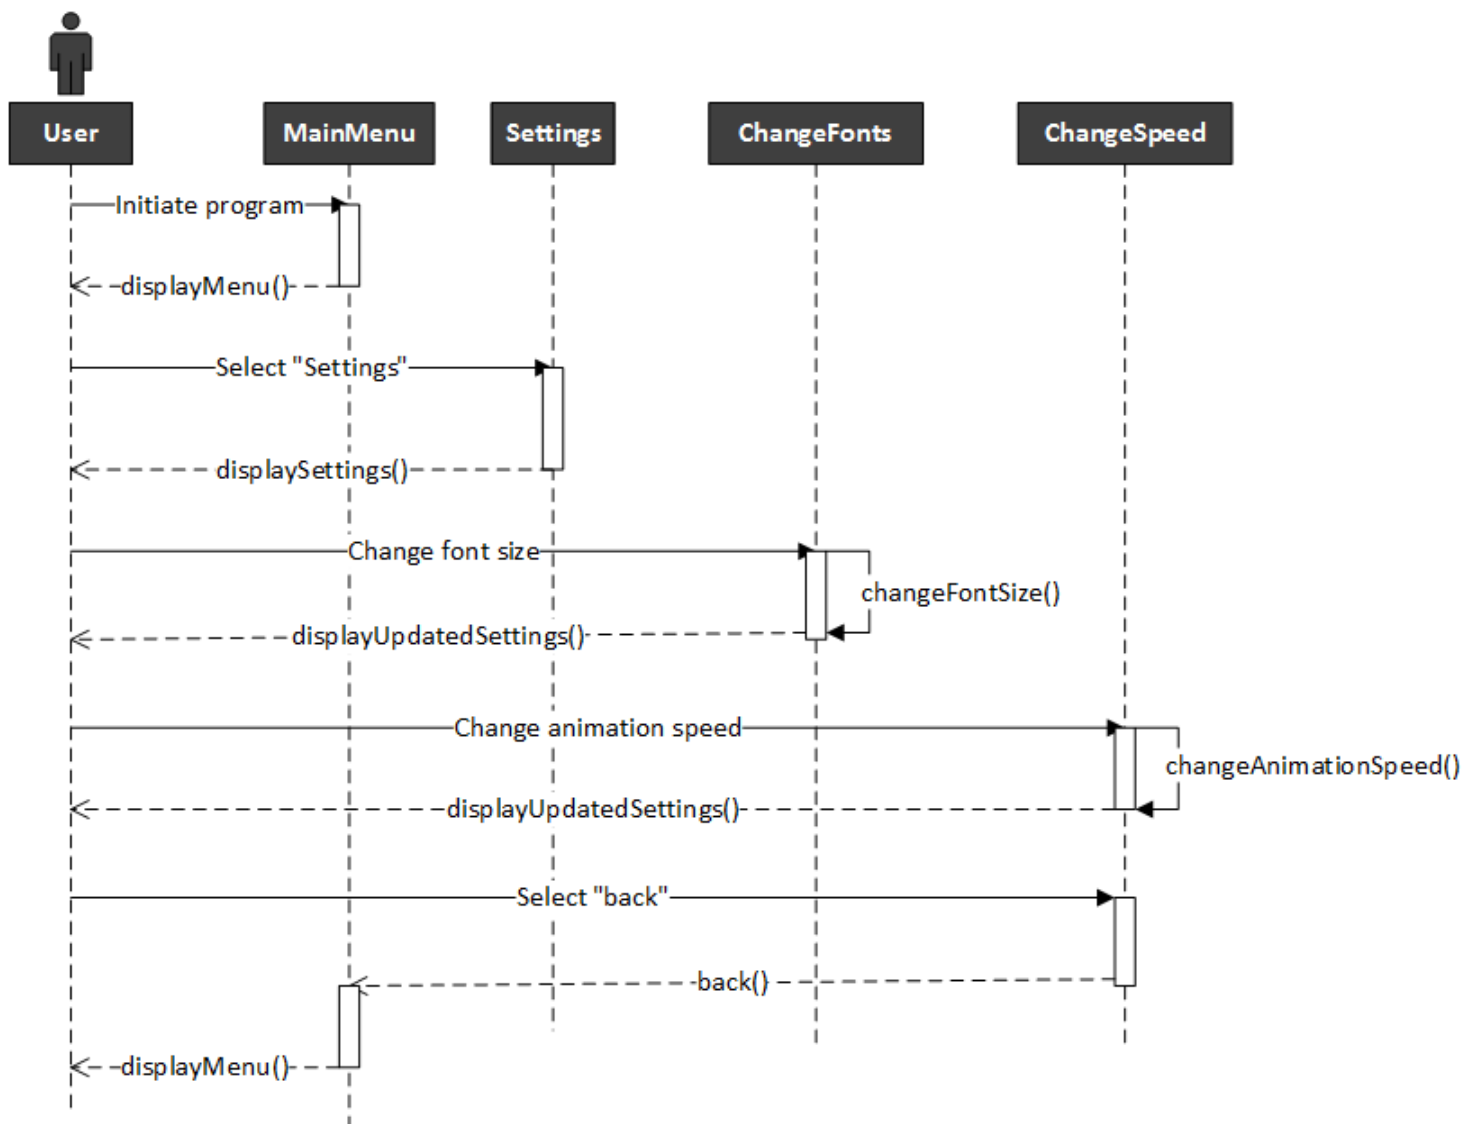 User
MainMenu
Settings
ChangeFonts
ChangeSpeed
Initiate program
displayMenu()
Select "Settings"
displaySettings()
Change font size
changeFontSize()
displayUpdatedSettings()
Change animation speed
changeAnimationSpeed()
displayUpdatedSettings()
Select "back"
back()
displayMenu()